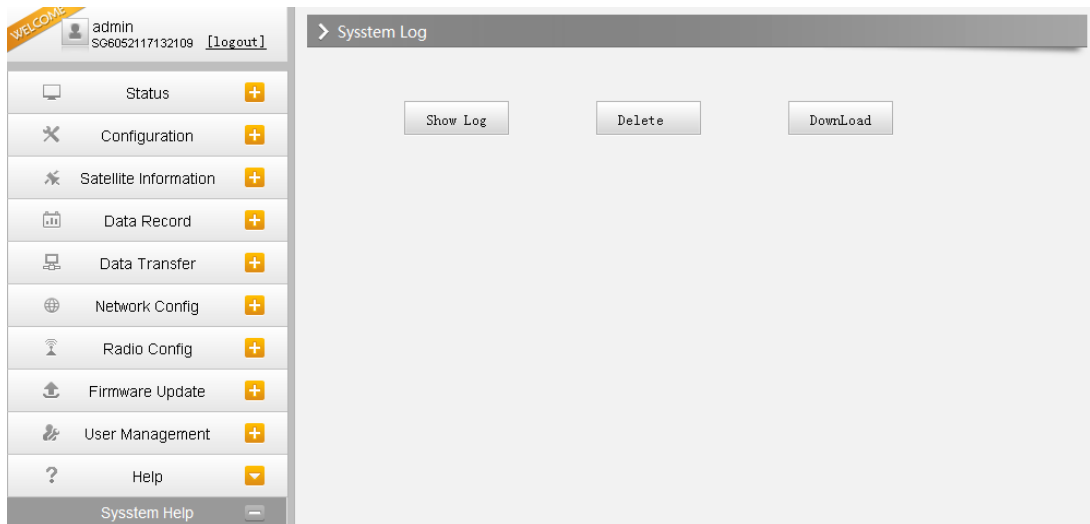 WELCOME
admin
SG6052117132109 [logout]
Status
Configuration
Satellite Information
Data Record
Data Transfer
Network Config
Radio Config
Firmware Update
User Management
Help
Sysstem Help
Sysstem Log
Show Log Delete DownLoad